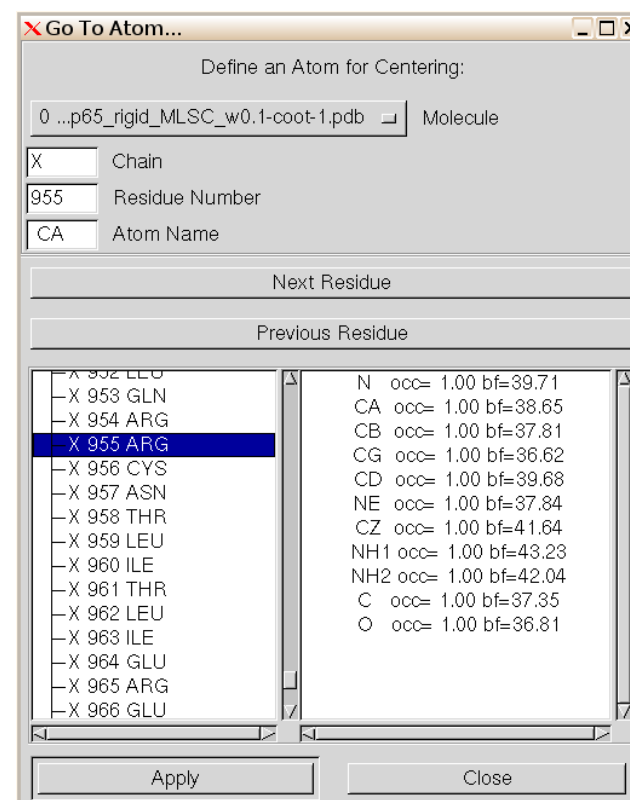 Go To Atom...
Define an Atom for Centering:
0 ...p65_rigid_MLSC_w0.1-coot-1.pdb Molecule
X Chain
955 Residue Number
CA Atom Name
Next Residue
Previous Residue
X 952 LEU
X 953 GLN
X 954 ARG
X 955 ARG
X 956 CYS
X 957 ASN
X 958 THR
X 959 LEU
X 960 ILE
X 961 THR
X 962 LEU
X 963 ILE
X 964 GLU
X 965 ARG
X 966 GLU
N occ= 1.00 bf=39.71
CA occ= 1.00 bf=38.65
CB occ= 1.00 bf=37.81
CG occ= 1.00 bf=36.62
CD occ= 1.00 bf=39.68
NE occ= 1.00 bf=37.84
CZ occ= 1.00 bf=41.64
NH1 occ= 1.00 bf=43.23
NH2 occ= 1.00 bf=42.04
C occ= 1.00 bf=37.35
O occ= 1.00 bf=36.81
Apply Close